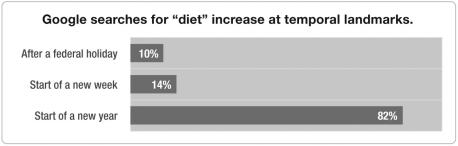 Google searches for “diet” increase at temporal landmarks.
After a federal holiday 10%
Start of a new week 14%
Start of a new year 82%